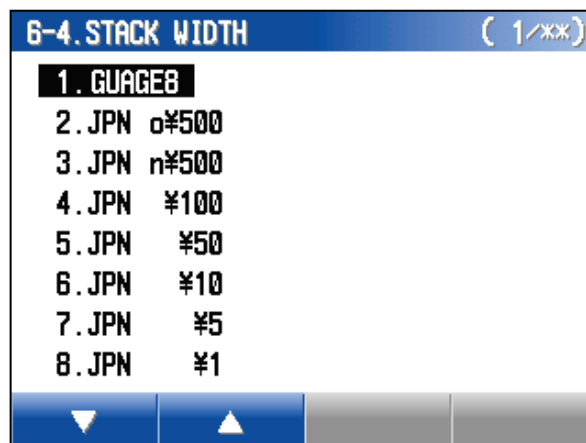 6-4.STACK WIDTH ( 1/**)
1.GUAGE8
2.JPN o¥500
3.JPN n¥500
4.JPN ¥100
5.JPN ¥50
6.JPN ¥10
7.JPN ¥5
8.JPN ¥1